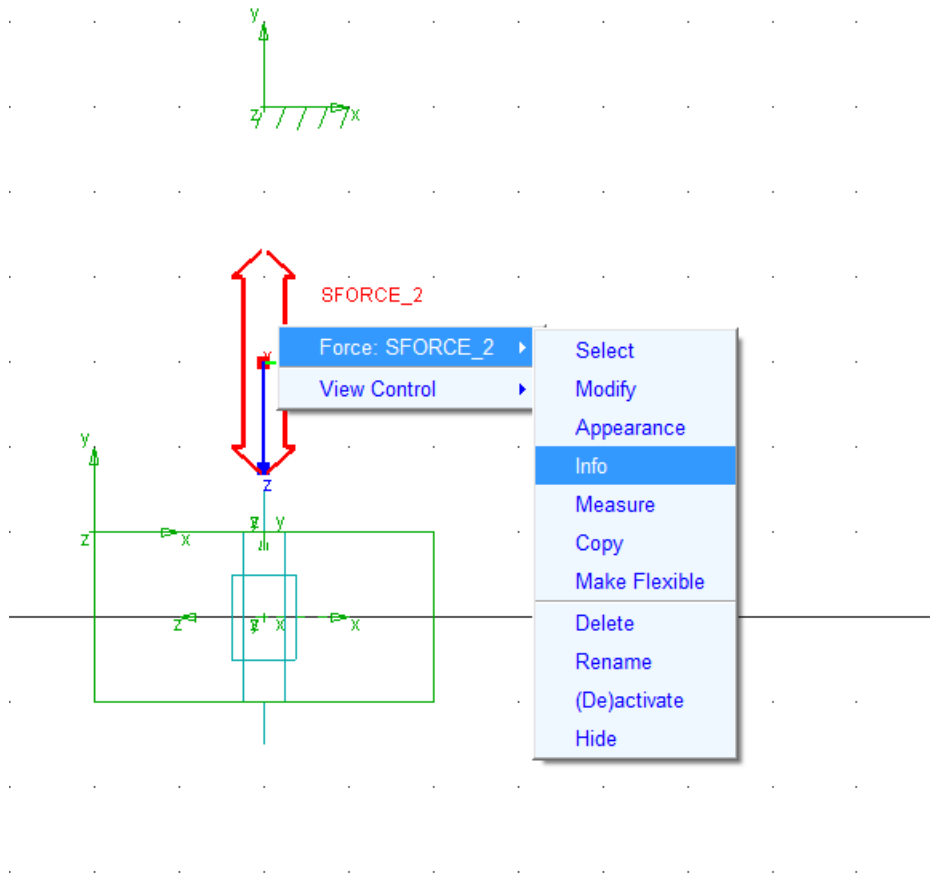 y
z x
SFORCE_2
Force: SFORCE_2
View Control
Select
Modify
Appearance
Info
Measure
Copy
Make Flexible
Delete
Rename
(De)activate
Hide
y
z
y
z x
z x x